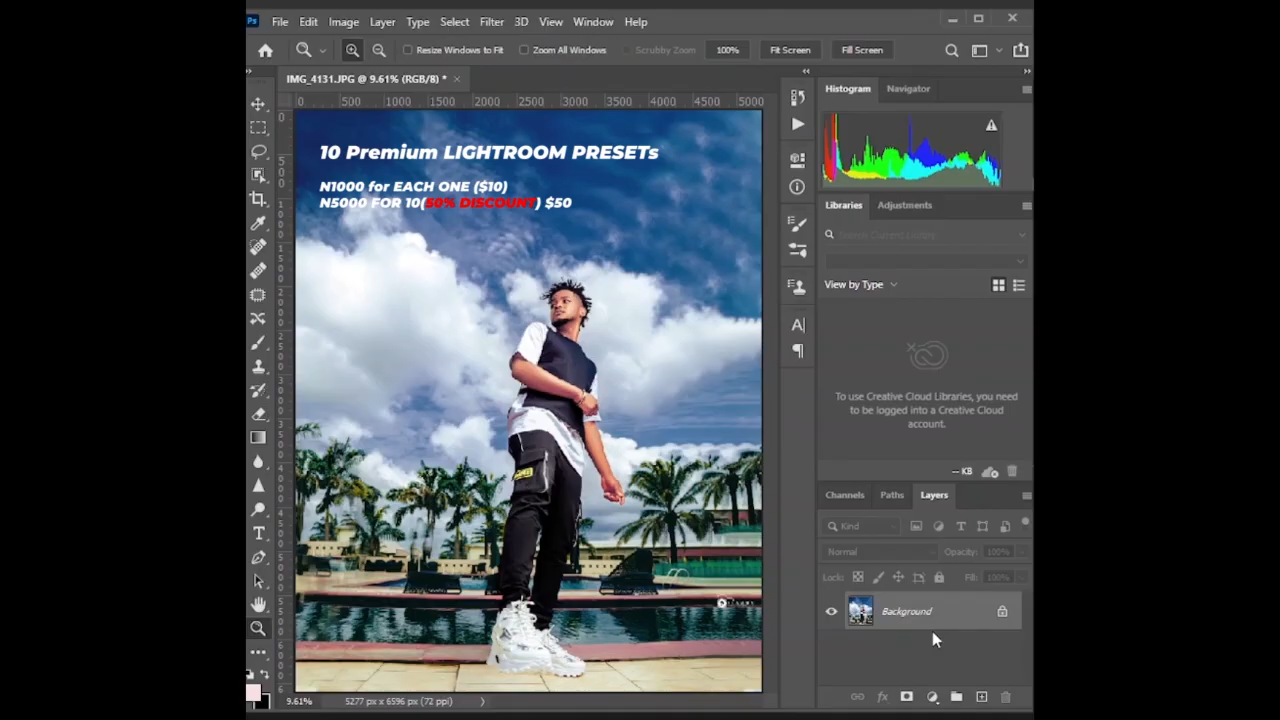 Ps File Edit Image Layer Type Select Filter 3D View Window Help
Resize Windows to Fit Zoom All Windows Scrubby Zoom 100% Fit Screen Fill Screen
IMG_4131.JPG @ 9.61% (RGB/8) *
0 500 1000 1500 2000 2500 3000 3500 4000 4500 5000
Histogram Navigator
10 Premium LIGHTROOM PRESETs
N1000 for EACH ONE ($10)
N5000 FOR 10(50% DISCOUNT) $50
Libraries Adjustments
Search Current Library
View by Type
To use Creative Cloud Libraries, you need
to be logged into a Creative Cloud
account.
-- KB
Channels Paths Layers
Kind
Normal Opacity: 100%
Lock: Fill: 100%
Background
9.61% 5277 px x 6596 px (72 ppi)